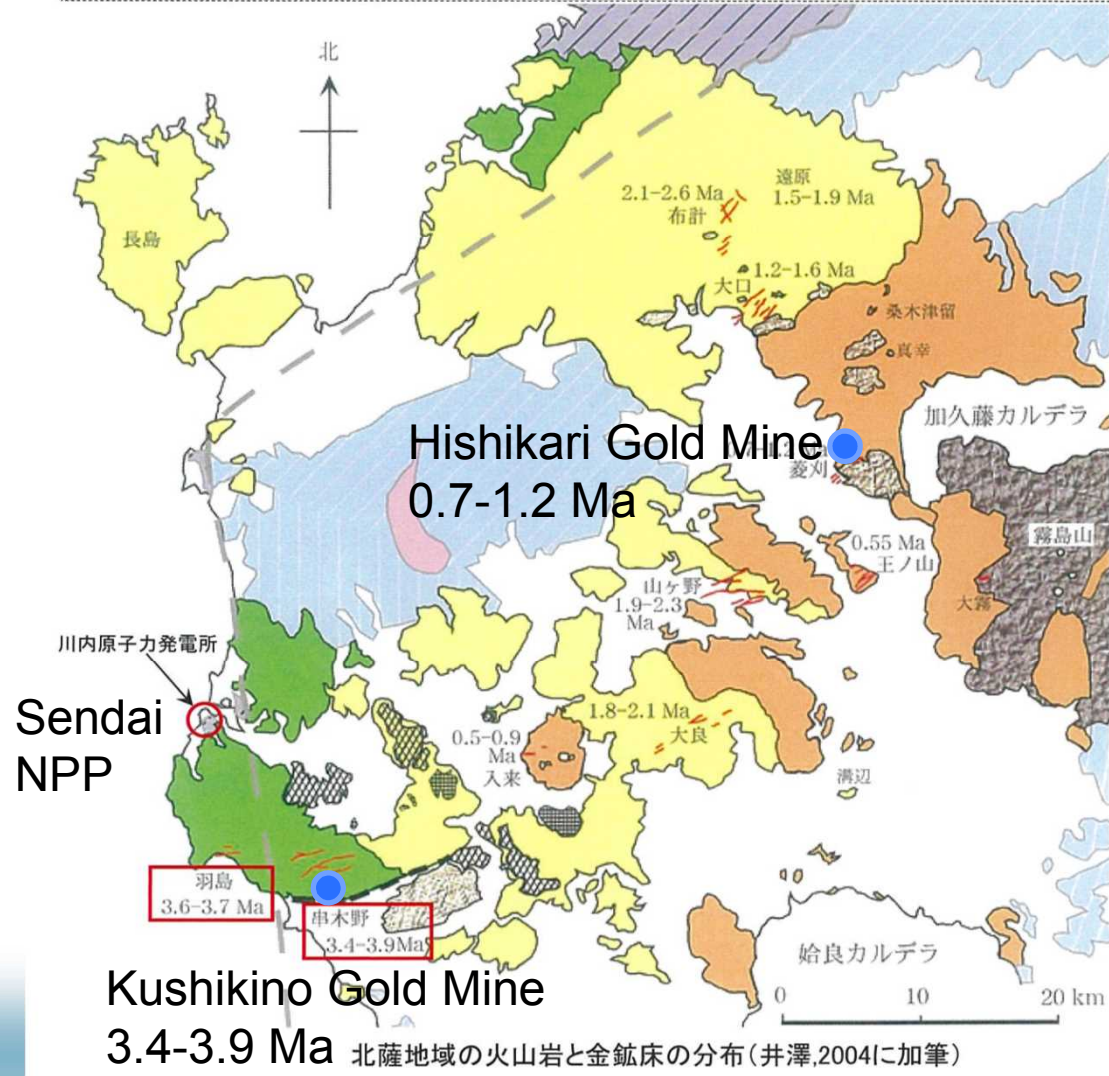 北
長島
2.1-2.6 Ma
布計
遠原
1.5-1.9 Ma
1.2-1.6 Ma
大口
桑木津留
真幸
加久藤カルデラ
Hishikari Gold Mine
0.7-1.2 Ma
菱刈
霧島山
0.55 Ma
王ノ山
大霧
山ヶ野
1.9-2.3
Ma
川内原子力発電所
Sendai
NPP
1.8-2.1 Ma
大良
0.5-0.9
Ma
入来
溝辺
羽島
3.6-3.7 Ma
串木野
3.4-3.9Ma
姶良カルデラ
Kushikino Gold Mine
3.4-3.9 Ma
0 10 20 km
北薩地域の火山岩と金鉱床の分布(井澤,2004に加筆)